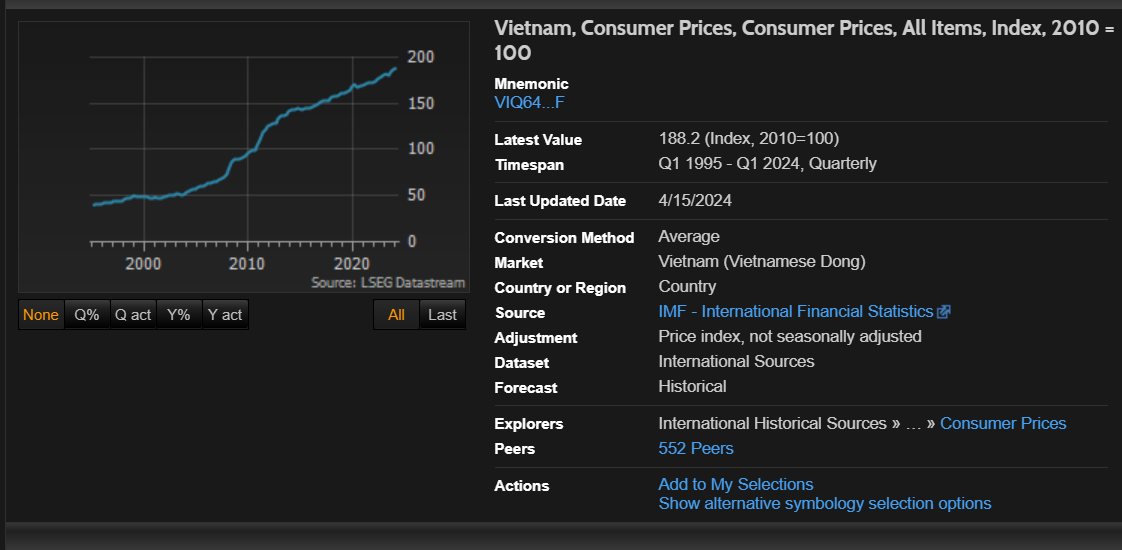 Vietnam, Consumer Prices, Consumer Prices, All Items, Index, 2010 =
100
Mnemonic
VIQ64...F
Latest Value 188.2 (Index, 2010=100)
Timespan Q1 1995 - Q1 2024, Quarterly
Last Updated Date 4/15/2024
Conversion Method Average
Market Vietnam (Vietnamese Dong)
Country or Region Country
Source IMF - International Financial Statistics
Adjustment Price index, not seasonally adjusted
Dataset International Sources
Forecast Historical
Explorers International Historical Sources » … » Consumer Prices
Peers 552 Peers
Actions Add to My Selections
Show alternative symbology selection options
200
150
100
50
0
2000 2010 2020
Source: LSEG Datastream
None Q% Q act Y% Y act All Last